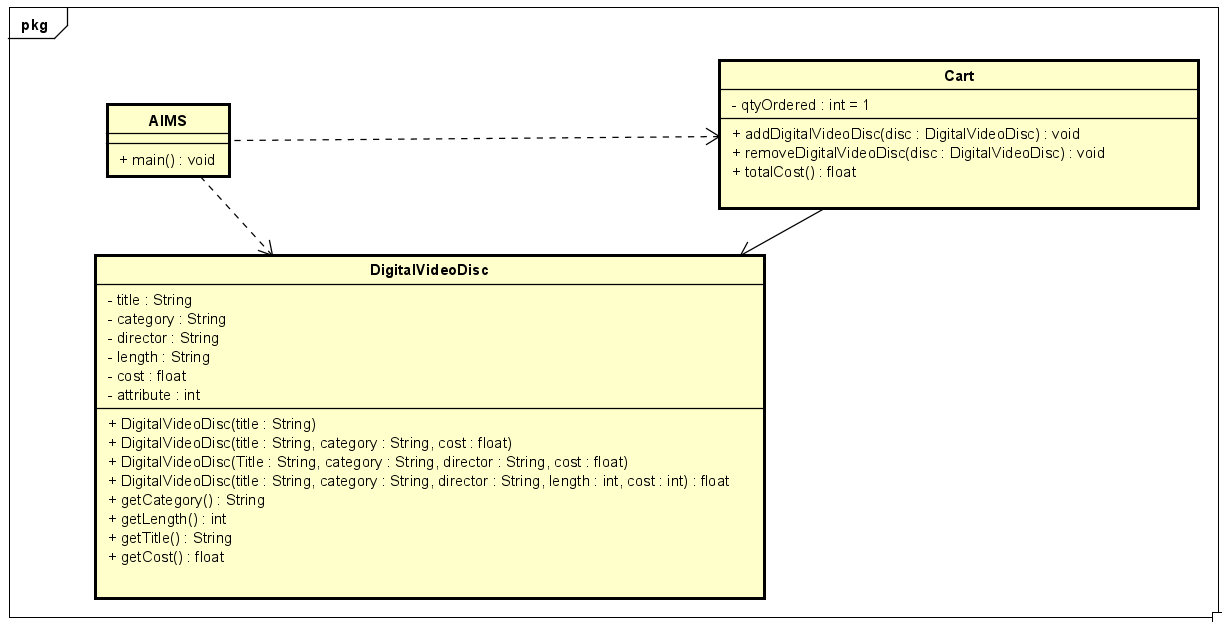 pkg
AIMS
+ main() : void
Cart
- qtyOrdered : int = 1
+ addDigitalVideoDisc(disc : DigitalVideoDisc) : void
+ removeDigitalVideoDisc(disc : DigitalVideoDisc) : void
+ totalCost() : float
DigitalVideoDisc
- title : String
- category : String
- director : String
- length : String
- cost : float
- attribute : int
+ DigitalVideoDisc(title : String)
+ DigitalVideoDisc(title : String, category : String, cost : float)
+ DigitalVideoDisc(Title : String, category : String, director : String, cost : float)
+ DigitalVideoDisc(title : String, category : String, director : String, length : int, cost : int) : float
+ getCategory() : String
+ getLength() : int
+ getTitle() : String
+ getCost() : float